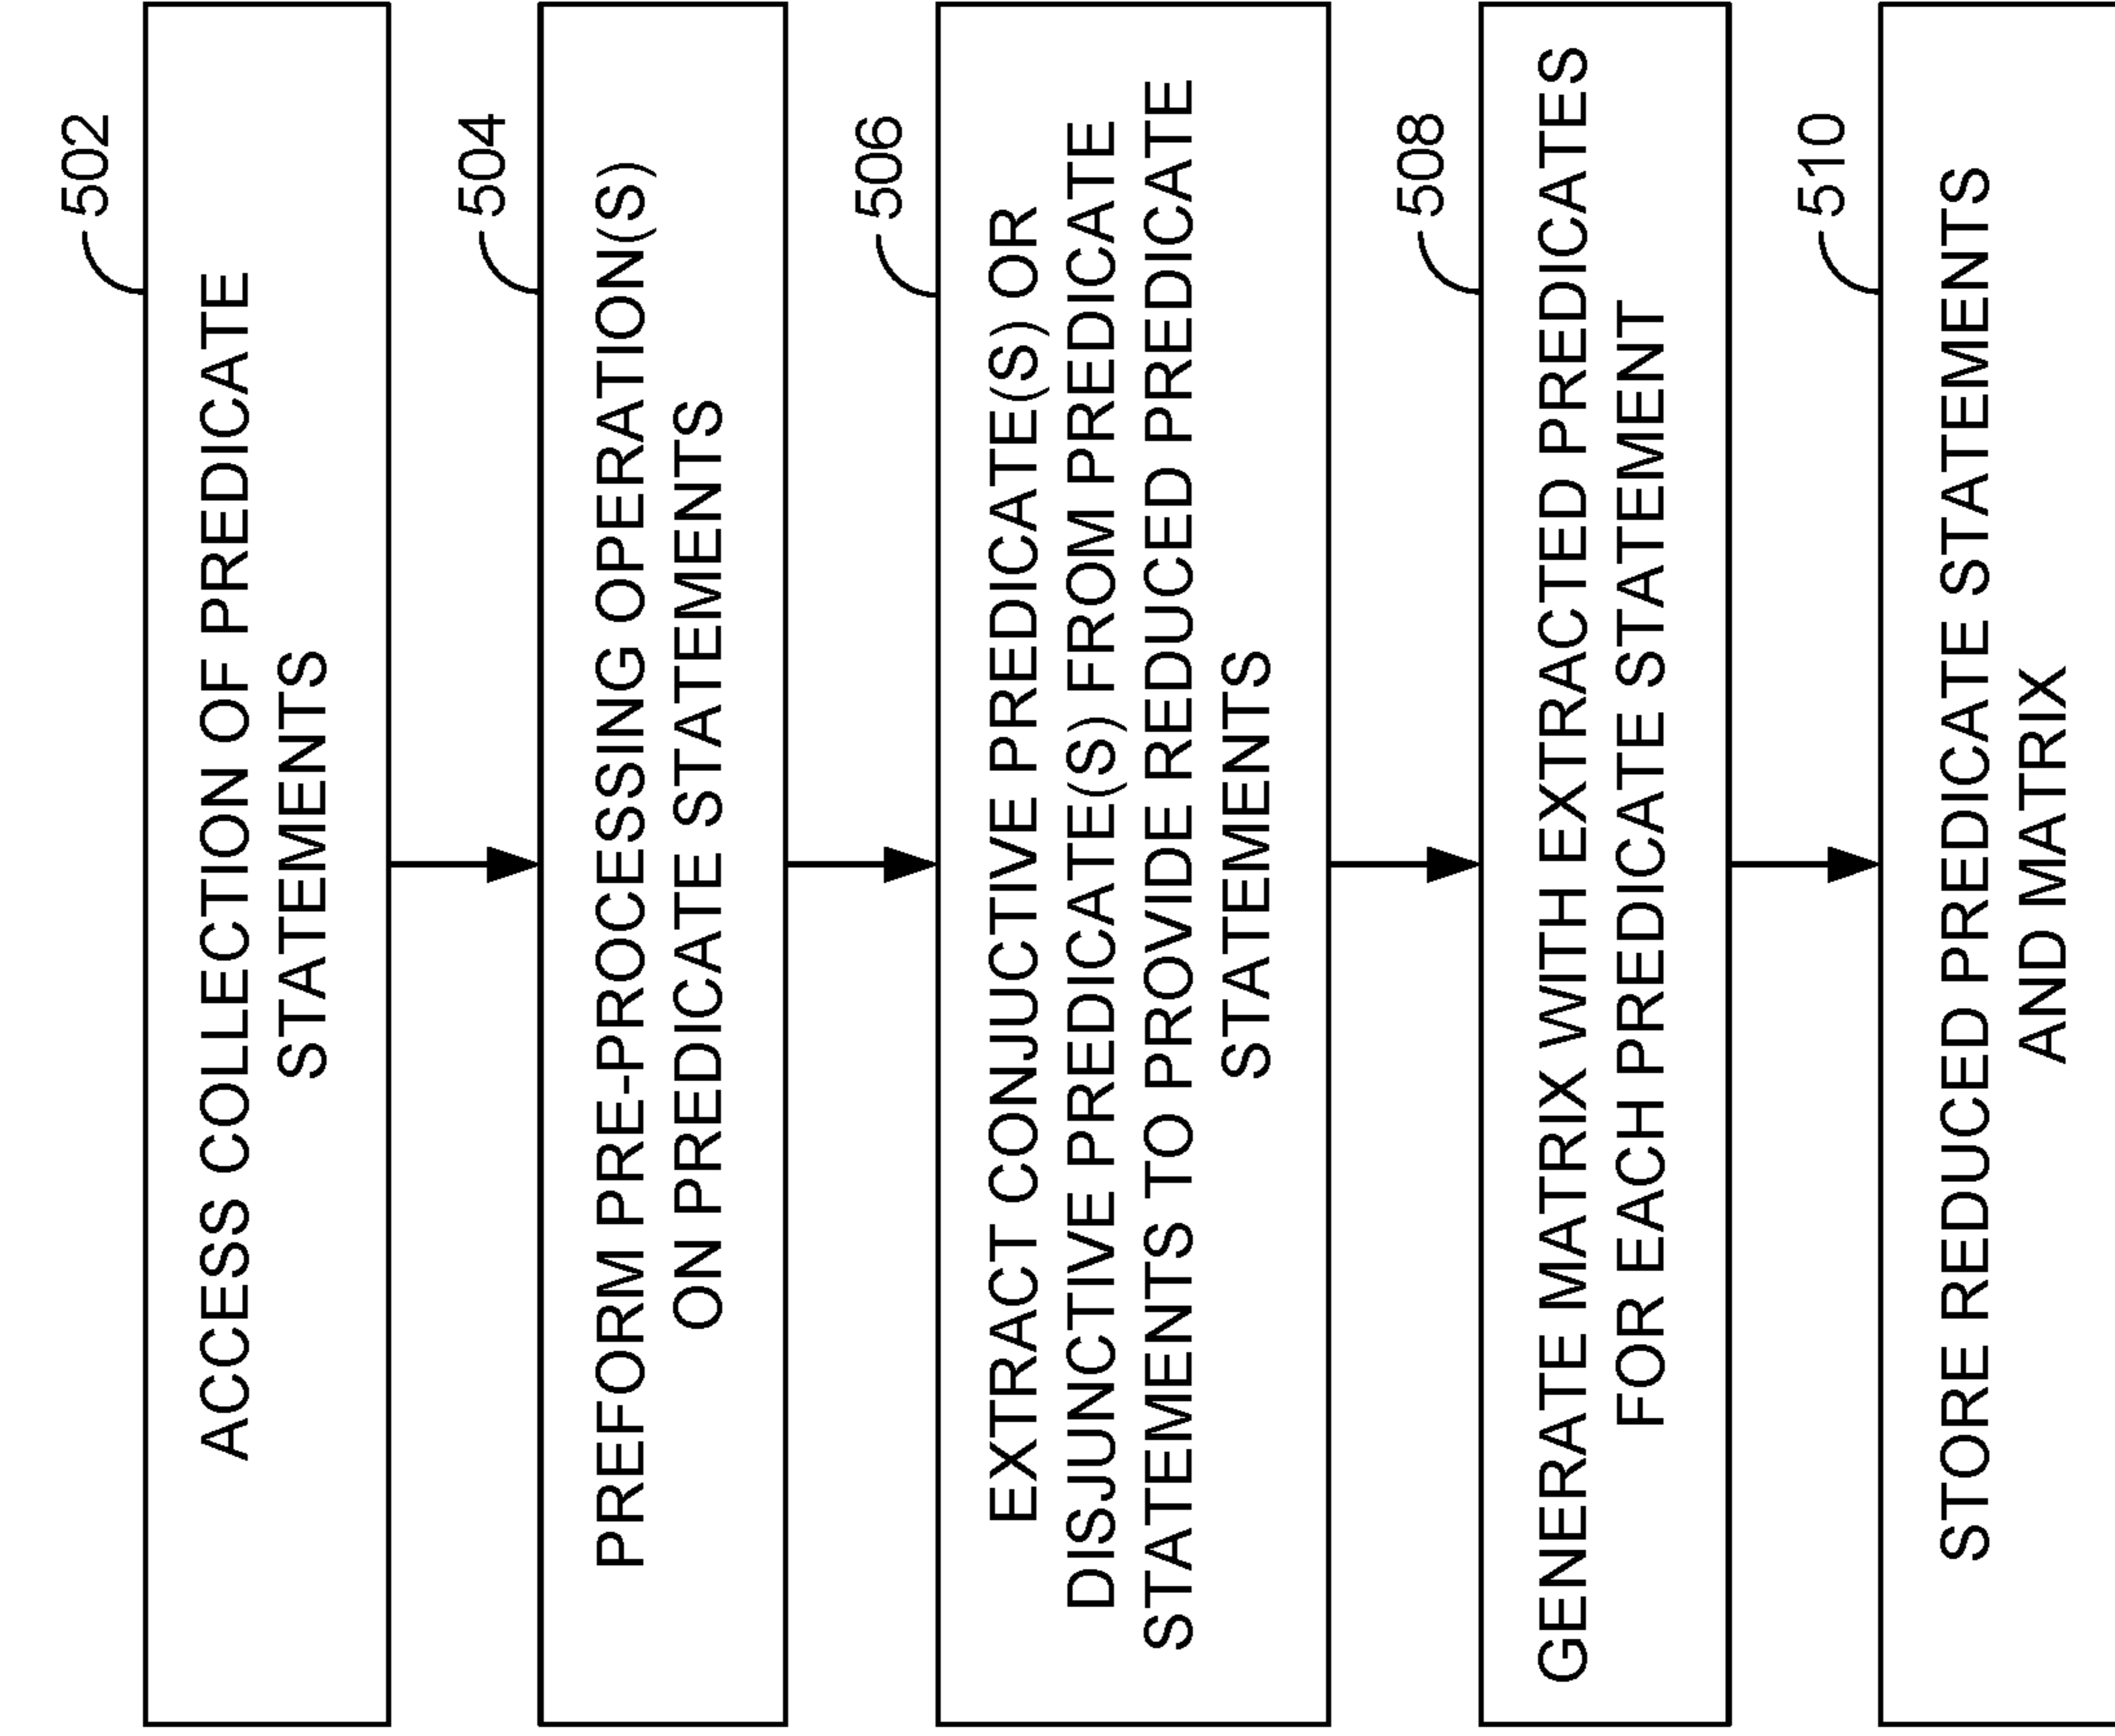 502
ACCESS COLLECTION OF PREDICATE
STATEMENTS
504
PREFORM PRE-PROCESSING OPERATION(S)
ON PREDICATE STATEMENTS
506
EXTRACT CONJUCTIVE PREDICATE(S) OR
DISJUNCTIVE PREDICATE(S) FROM PREDICATE
STATEMENTS TO PROVIDE REDUCED PREDICATE
STATEMENTS
508
GENERATE MATRIX WITH EXTRACTED PREDICATES
FOR EACH PREDICATE STATEMENT
510
STORE REDUCED PREDICATE STATEMENTS
AND MATRIX